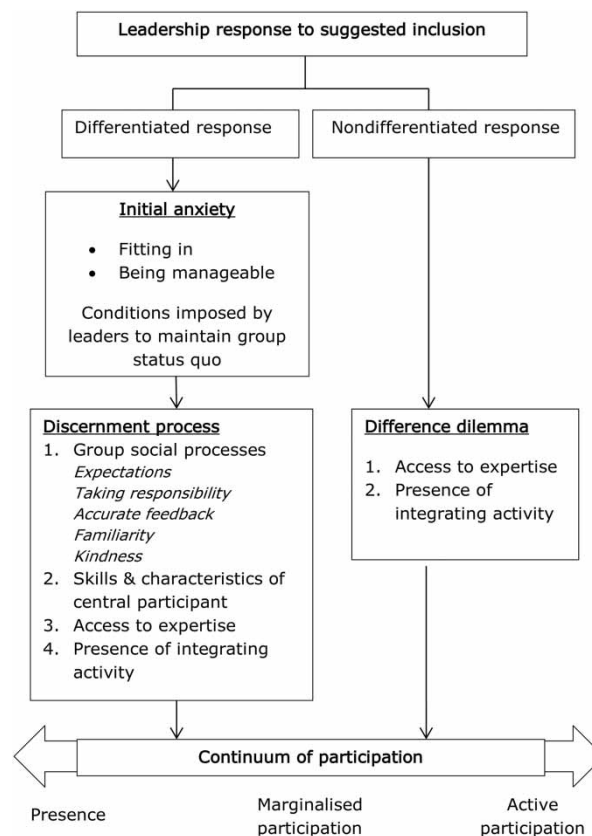 Leadership response to suggested inclusion
Differentiated response
Nondifferentiated response
Initial anxiety
• Fitting in
• Being manageable
Conditions imposed by
leaders to maintain group
status quo
Discernment process
1. Group social processes
Expectations
Taking responsibility
Accurate feedback
Familiarity
Kindness
2. Skills & characteristics of
central participant
3. Access to expertise
4. Presence of integrating
activity
Difference dilemma
1. Access to expertise
2. Presence of
integrating activity
Continuum of participation
Presence
Marginalised
participation
Active
participation